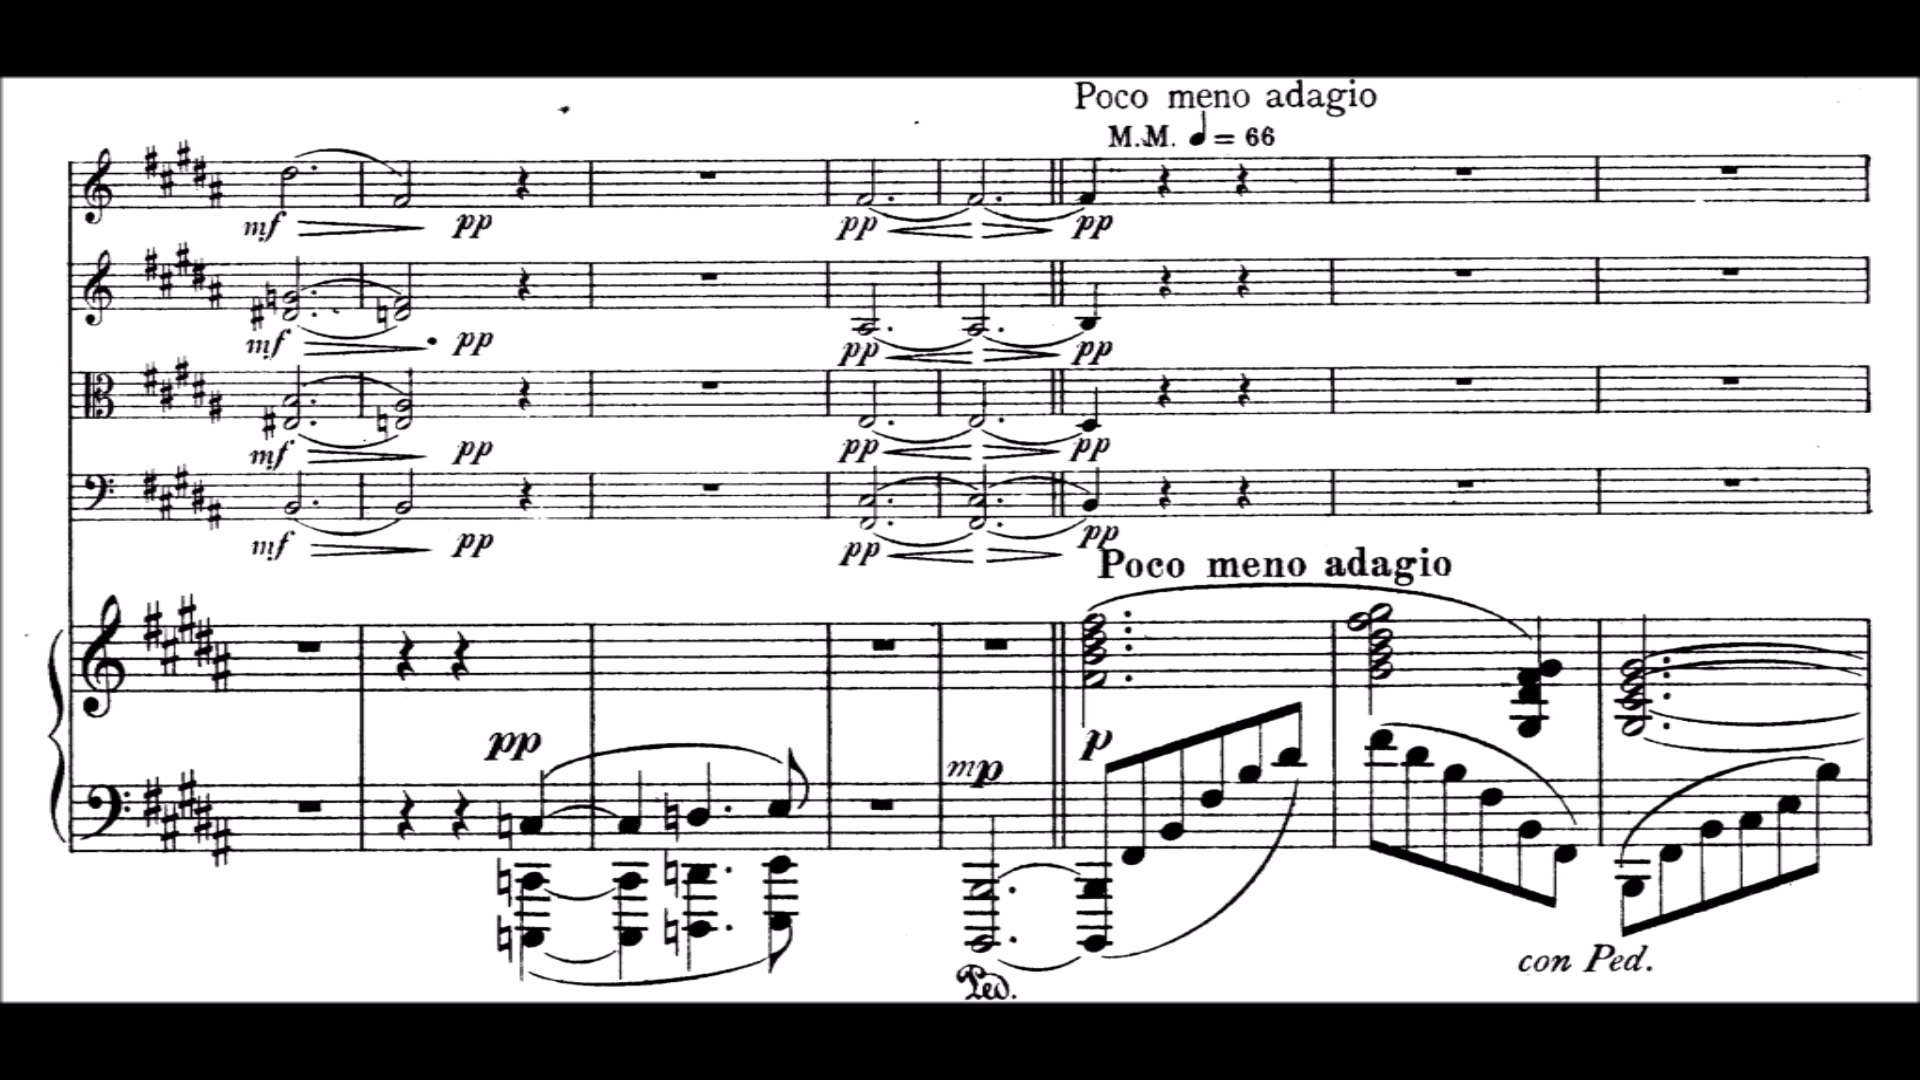 Poco meno adagio
M.M. ♩ = 66
mf pp pp pp
mf pp pp pp
mf pp pp pp
mf pp pp pp
Poco meno adagio
pp mp p
con Ped.
Ped.